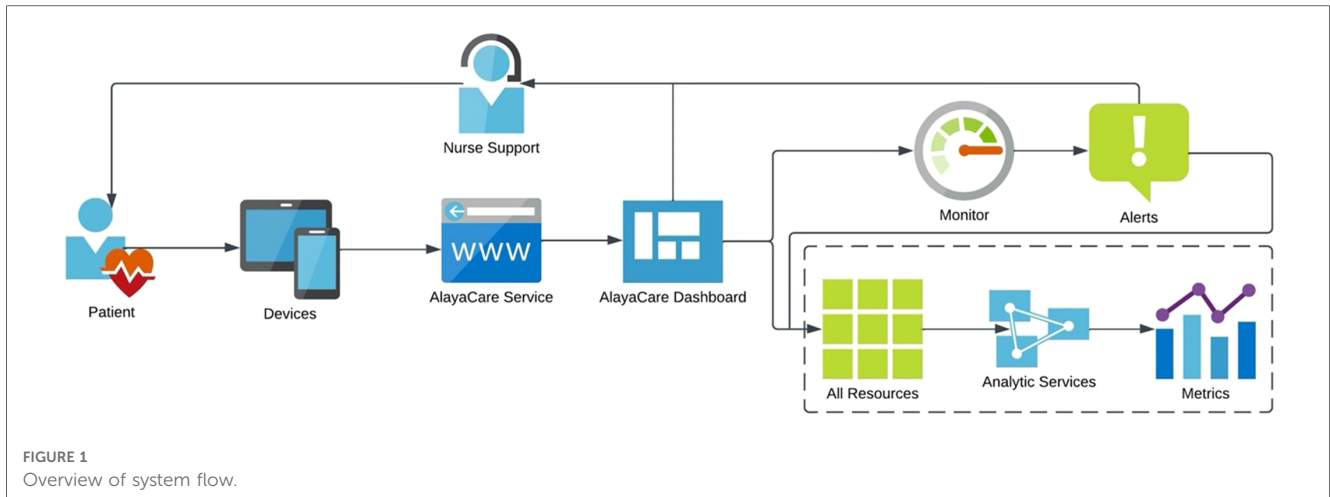 Nurse Support
Monitor
Alerts
www
Patient
Devices
AlayaCare Service
AlayaCare Dashboard
All Resources
Analytic Services
Metrics
FIGURE 1
Overview of system flow.